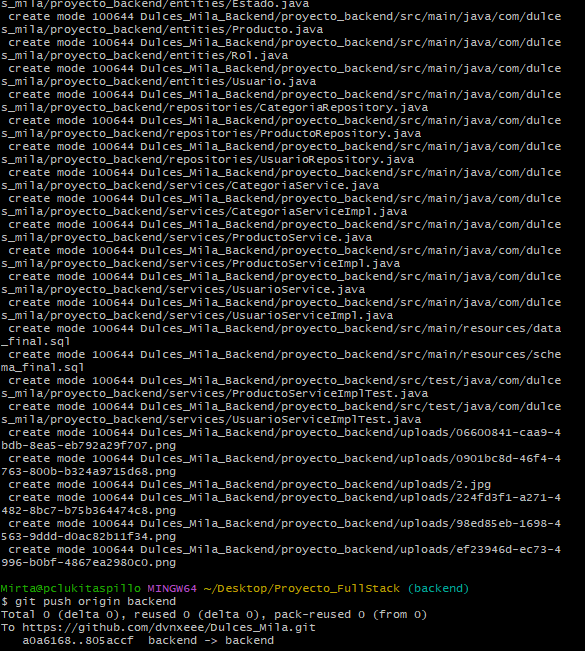 s_mila/proyecto_backend/entities/Estado.java
 create mode 100644 Dulces_Mila_Backend/proyecto_backend/src/main/java/com/dulce
s_mila/proyecto_backend/entities/Producto.java
 create mode 100644 Dulces_Mila_Backend/proyecto_backend/src/main/java/com/dulce
s_mila/proyecto_backend/entities/Rol.java
 create mode 100644 Dulces_Mila_Backend/proyecto_backend/src/main/java/com/dulce
s_mila/proyecto_backend/entities/Usuario.java
 create mode 100644 Dulces_Mila_Backend/proyecto_backend/src/main/java/com/dulce
s_mila/proyecto_backend/repositories/CategoriaRepository.java
 create mode 100644 Dulces_Mila_Backend/proyecto_backend/src/main/java/com/dulce
s_mila/proyecto_backend/repositories/ProductoRepository.java
 create mode 100644 Dulces_Mila_Backend/proyecto_backend/src/main/java/com/dulce
s_mila/proyecto_backend/repositories/UsuarioRepository.java
 create mode 100644 Dulces_Mila_Backend/proyecto_backend/src/main/java/com/dulce
s_mila/proyecto_backend/services/CategoriaService.java
 create mode 100644 Dulces_Mila_Backend/proyecto_backend/src/main/java/com/dulce
s_mila/proyecto_backend/services/CategoriaServiceImpl.java
 create mode 100644 Dulces_Mila_Backend/proyecto_backend/src/main/java/com/dulce
s_mila/proyecto_backend/services/ProductoService.java
 create mode 100644 Dulces_Mila_Backend/proyecto_backend/src/main/java/com/dulce
s_mila/proyecto_backend/services/ProductoServiceImpl.java
 create mode 100644 Dulces_Mila_Backend/proyecto_backend/src/main/java/com/dulce
s_mila/proyecto_backend/services/UsuarioService.java
 create mode 100644 Dulces_Mila_Backend/proyecto_backend/src/main/java/com/dulce
s_mila/proyecto_backend/services/UsuarioServiceImpl.java
 create mode 100644 Dulces_Mila_Backend/proyecto_backend/src/main/resources/data
_final.sql
 create mode 100644 Dulces_Mila_Backend/proyecto_backend/src/main/resources/sche
ma_final.sql
 create mode 100644 Dulces_Mila_Backend/proyecto_backend/src/test/java/com/dulce
s_mila/proyecto_backend/services/ProductoServiceImplTest.java
 create mode 100644 Dulces_Mila_Backend/proyecto_backend/src/test/java/com/dulce
s_mila/proyecto_backend/services/UsuarioServiceImplTest.java
 create mode 100644 Dulces_Mila_Backend/proyecto_backend/uploads/06600841-caa9-4
bdb-8ea5-eb792a29f707.png
 create mode 100644 Dulces_Mila_Backend/proyecto_backend/uploads/0901bc8d-46f4-4
763-800b-b324a9715d68.png
 create mode 100644 Dulces_Mila_Backend/proyecto_backend/uploads/2.jpg
 create mode 100644 Dulces_Mila_Backend/proyecto_backend/uploads/224fd3f1-a271-4
482-8bc7-b75b364474c8.png
 create mode 100644 Dulces_Mila_Backend/proyecto_backend/uploads/98ed85eb-1698-4
563-9ddd-d0ac82b11f34.png
 create mode 100644 Dulces_Mila_Backend/proyecto_backend/uploads/ef23946d-ec73-4
996-b0bf-4867ea2980c0.png

Mirta@pclukitaspillo MINGW64 ~/Desktop/Proyecto_FullStack (backend)
$ git push origin backend
Total 0 (delta 0), reused 0 (delta 0), pack-reused 0 (from 0)
To https://github.com/dvnxeee/Dulces_Mila.git
   a0a6168..805accf  backend -> backend